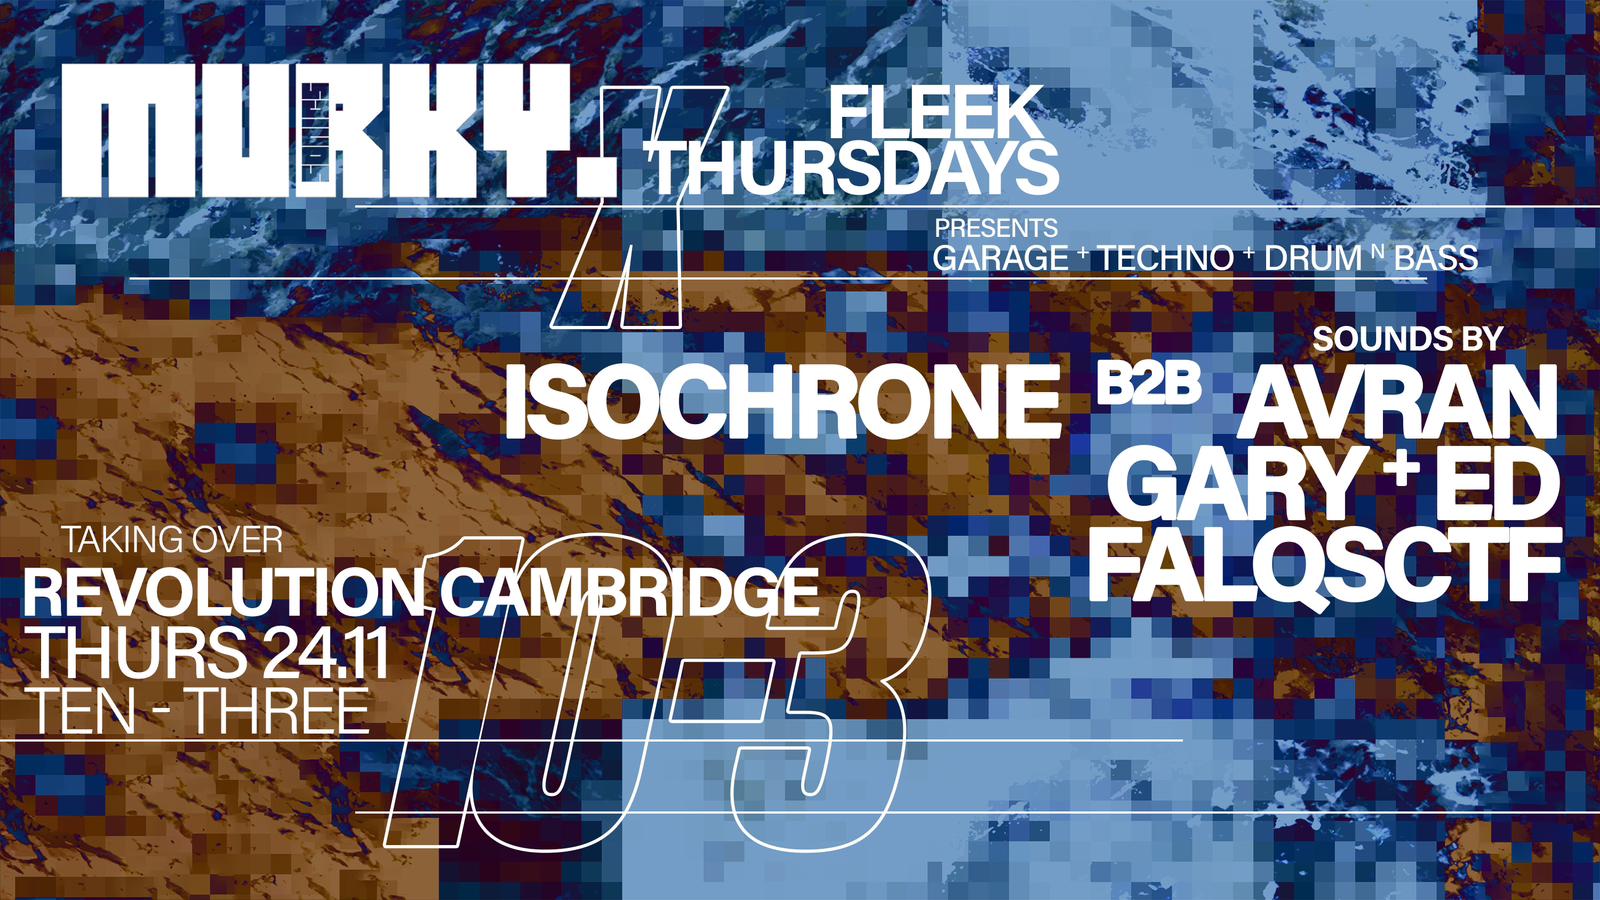 MURKY.
SOUNDS
X
FLEEK
THURSDAYS
PRESENTS
GARAGE + TECHNO + DRUM N BASS
SOUNDS BY
ISOCHRONE B2B AVRAN
GARY + ED
FALQSCTF
TAKING OVER
REVOLUTION CAMBRIDGE
THURS 24.11
TEN - THREE
10-3